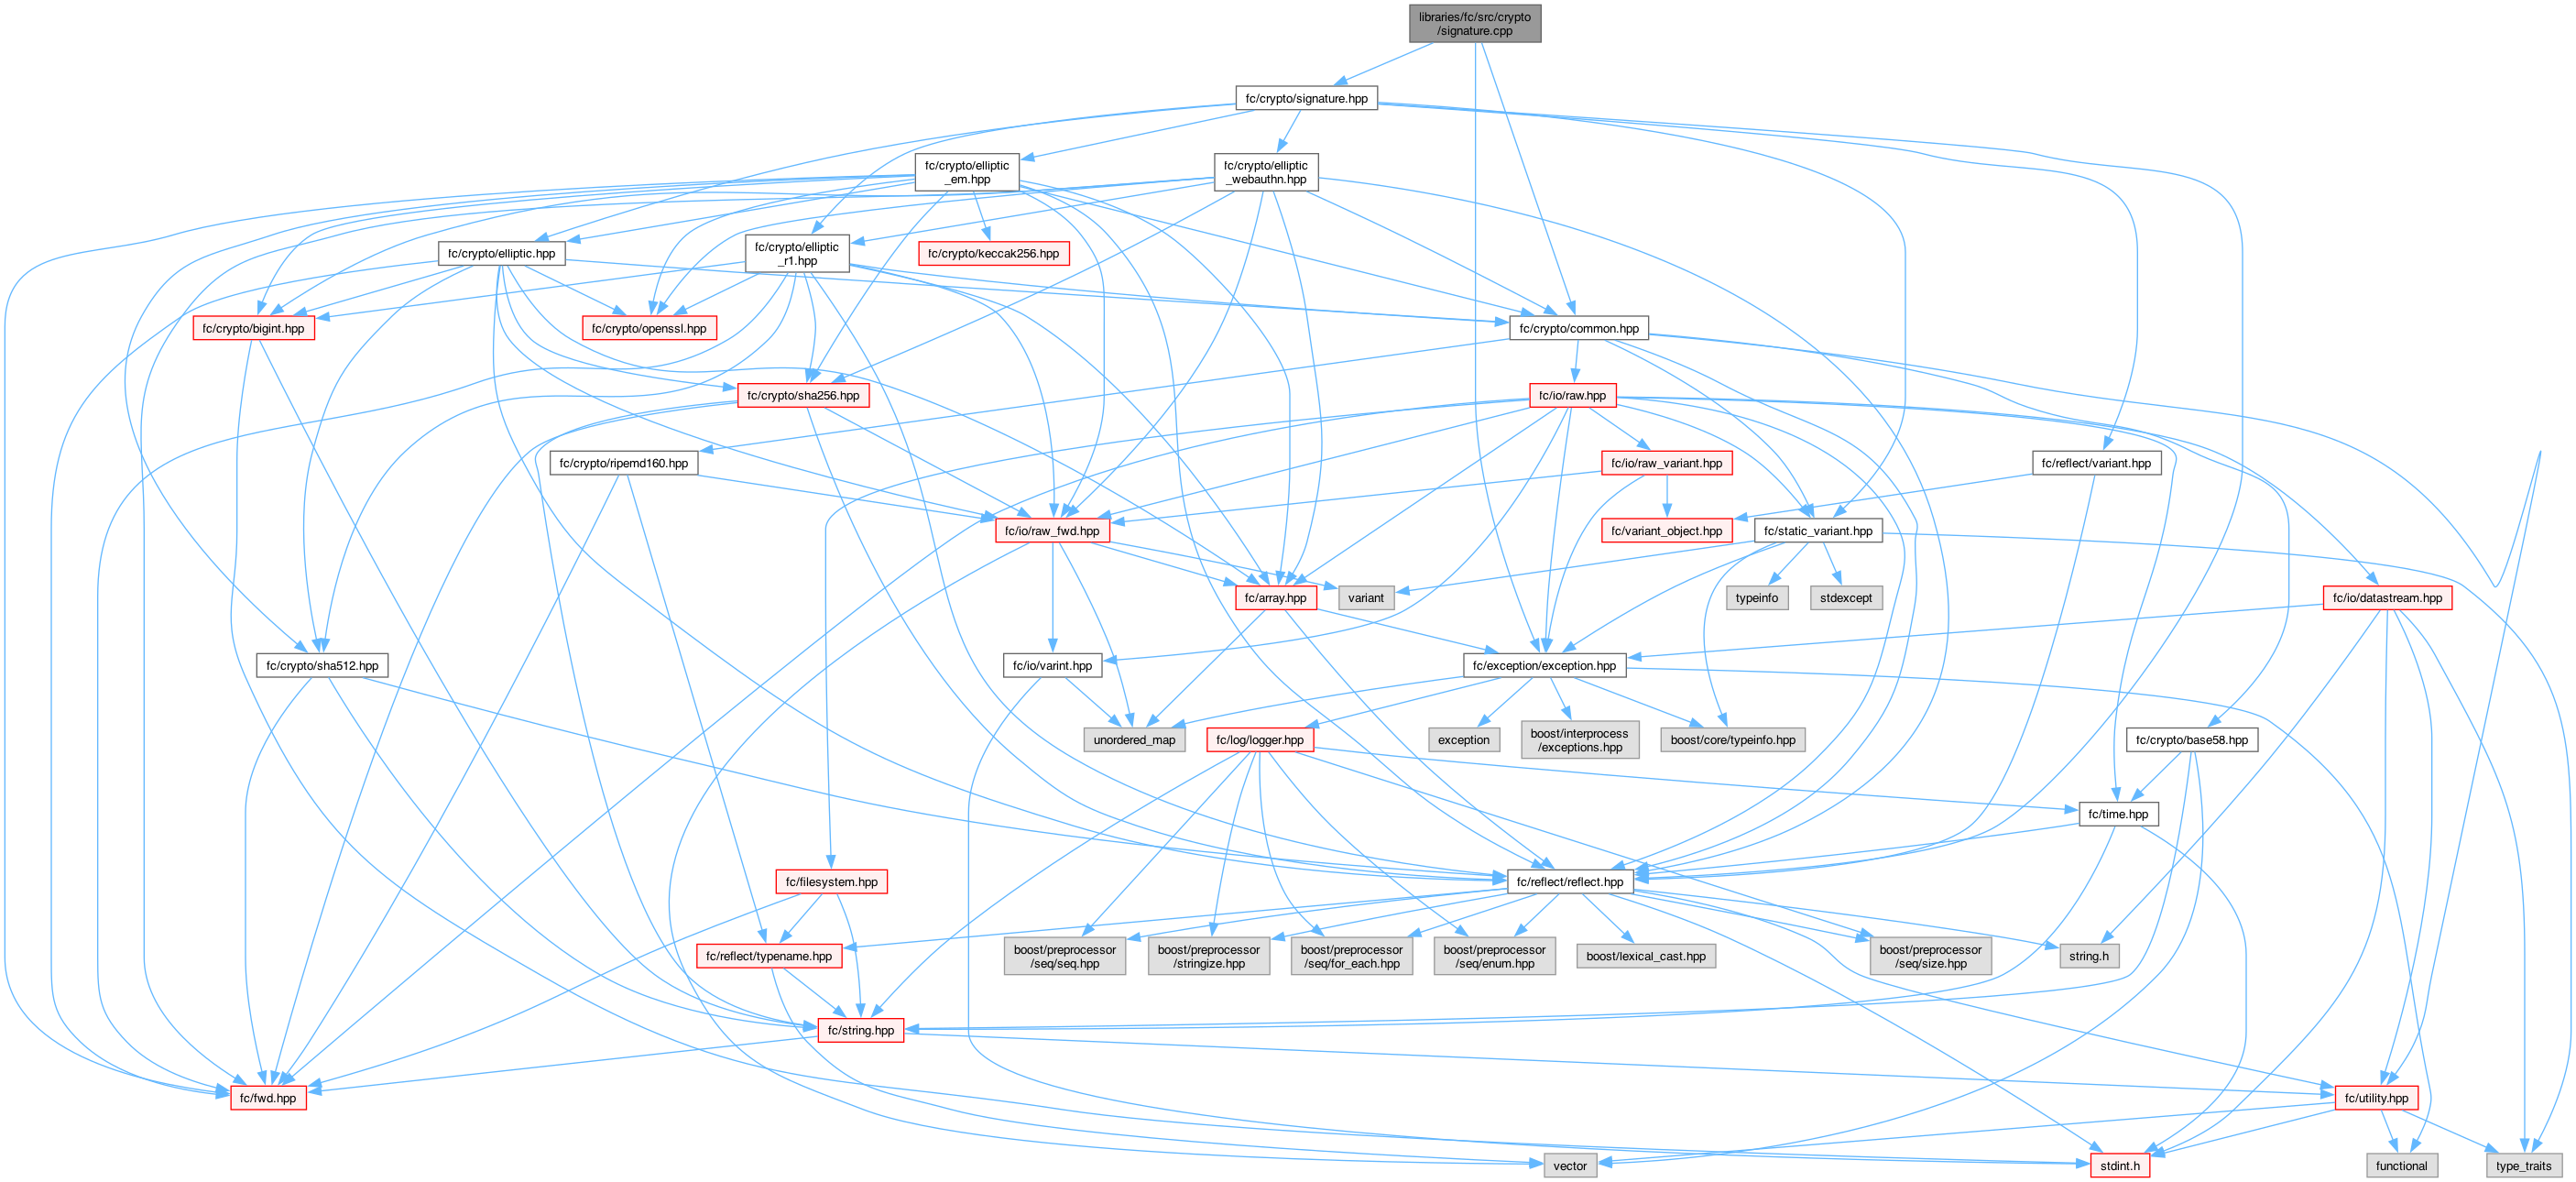 libraries/fc/src/crypto
/signature.cpp
fc/crypto/signature.hpp
fc/crypto/elliptic
_em.hpp
fc/crypto/elliptic
_webauthn.hpp
fc/crypto/elliptic.hpp
fc/crypto/elliptic
_r1.hpp
fc/crypto/keccak256.hpp
fc/crypto/bigint.hpp
fc/crypto/openssl.hpp
fc/crypto/common.hpp
fc/crypto/sha256.hpp
fc/io/raw.hpp
fc/crypto/ripemd160.hpp
fc/io/raw_variant.hpp
fc/reflect/variant.hpp
fc/io/raw_fwd.hpp
fc/variant_object.hpp
fc/static_variant.hpp
fc/array.hpp
variant
typeinfo
stdexcept
fc/io/datastream.hpp
fc/crypto/sha512.hpp
fc/io/varint.hpp
fc/exception/exception.hpp
unordered_map
fc/log/logger.hpp
exception
boost/interprocess
/exceptions.hpp
boost/core/typeinfo.hpp
fc/crypto/base58.hpp
fc/time.hpp
fc/filesystem.hpp
fc/reflect/reflect.hpp
fc/reflect/typename.hpp
boost/preprocessor
/seq/seq.hpp
boost/preprocessor
/stringize.hpp
boost/preprocessor
/seq/for_each.hpp
boost/preprocessor
/seq/enum.hpp
boost/lexical_cast.hpp
boost/preprocessor
/seq/size.hpp
string.h
fc/string.hpp
fc/fwd.hpp
fc/utility.hpp
vector
stdint.h
functional
type_traits